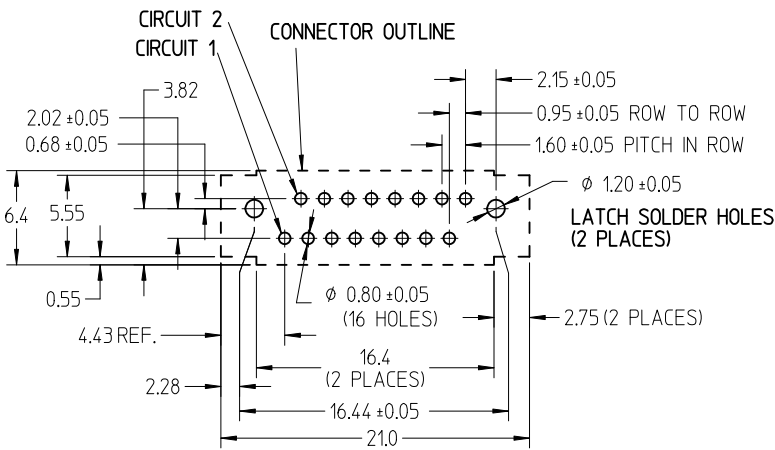 CIRCUIT 2
CIRCUIT 1
CONNECTOR OUTLINE
2.15 ±0.05
3.82
0.95 ±0.05 ROW TO ROW
2.02 ±0.05
0.68 ±0.05
1.60 ±0.05 PITCH IN ROW
Ø 1.20 ±0.05
6.4
5.55
LATCH SOLDER HOLES
(2 PLACES)
0.55
Ø 0.80 ±0.05
(16 HOLES)
2.75 (2 PLACES)
4.43 REF.
16.4
(2 PLACES)
2.28
16.44 ±0.05
21.0